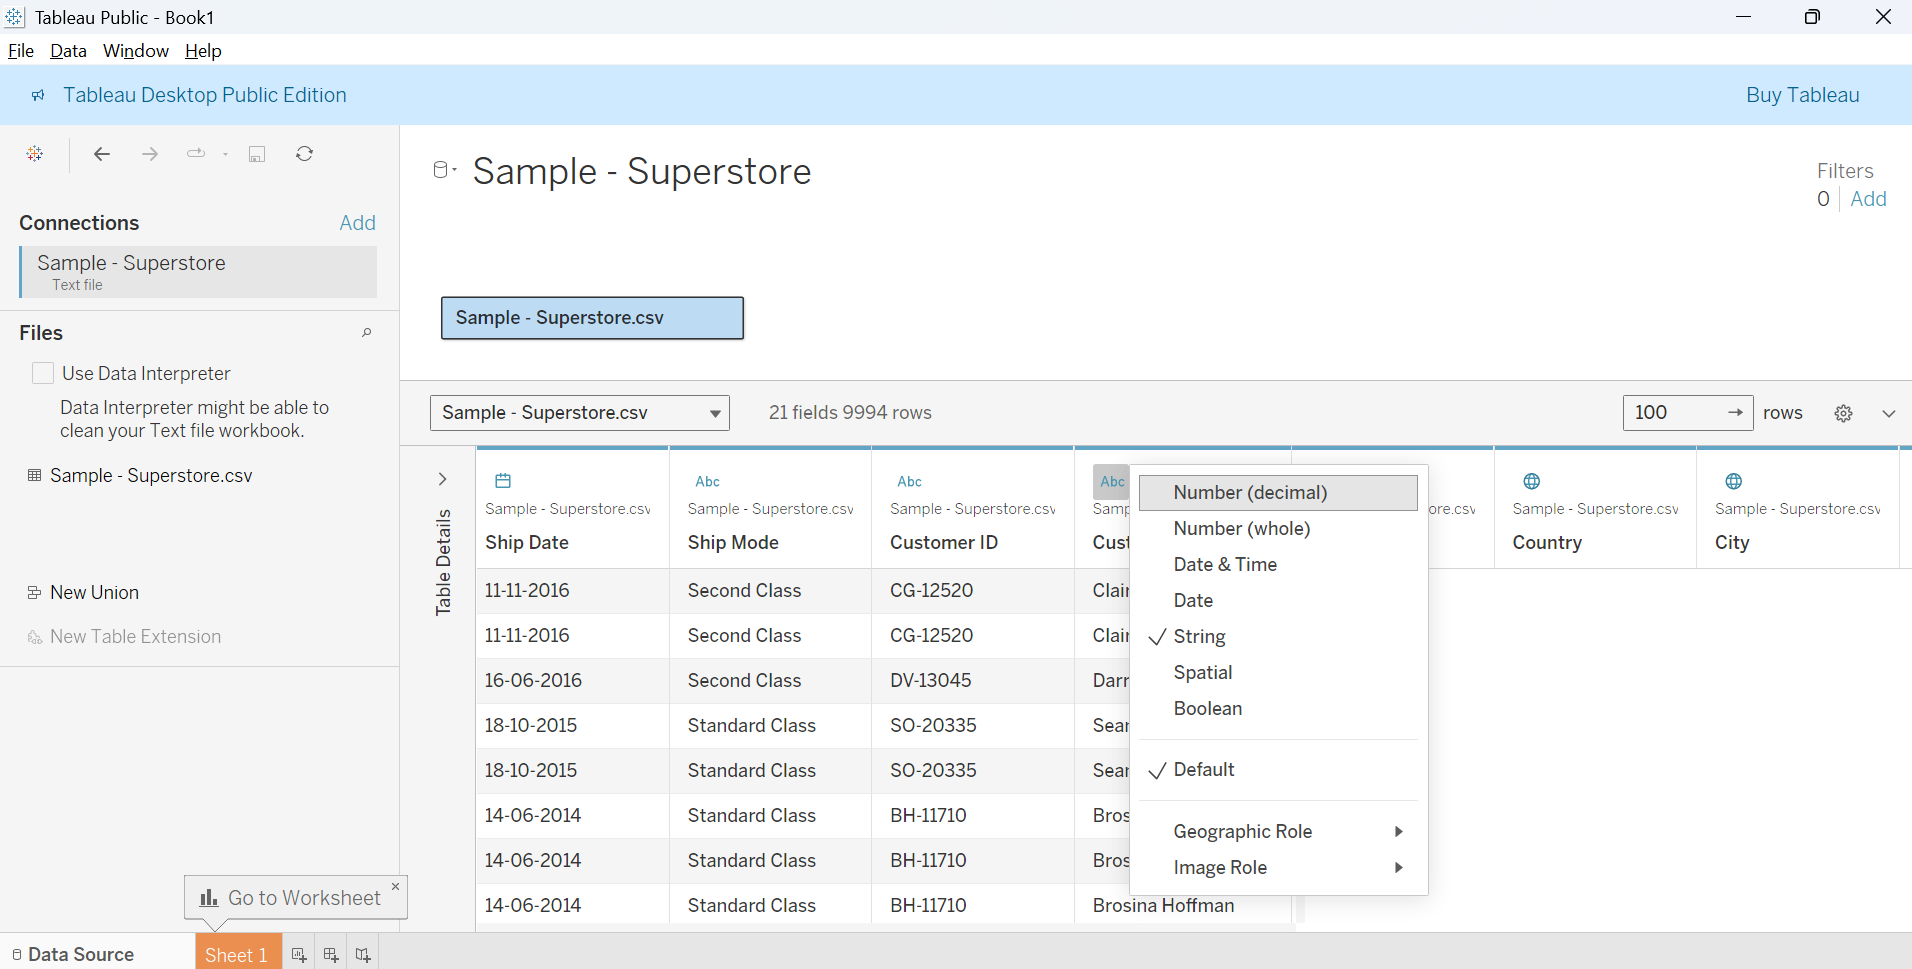 Tableau Public - Book1
File Data Window Help
Tableau Desktop Public Edition
Buy Tableau
Sample - Superstore
Filters
0 Add
Connections Add
Sample - Superstore
Text file
Files
Use Data Interpreter
Data Interpreter might be able to
clean your Text file workbook.
Sample - Superstore.csv
New Union
New Table Extension
Sample - Superstore.csv
Sample - Superstore.csv 21 fields 9994 rows 100 rows
Table Details
Abc Abc Abc
Sample - Superstore.csv Sample - Superstore.csv Sample - Superstore.csv Samp ore.csv Sample - Superstore.csv Sample - Superstore.csv
Ship Date Ship Mode Customer ID Cust Country City
11-11-2016 Second Class CG-12520 Clair
11-11-2016 Second Class CG-12520 Clair
16-06-2016 Second Class DV-13045 Darr
18-10-2015 Standard Class SO-20335 Sean
18-10-2015 Standard Class SO-20335 Sean
14-06-2014 Standard Class BH-11710 Bros
14-06-2014 Standard Class BH-11710 Bros
14-06-2014 Standard Class BH-11710 Brosina Hoffman
Number (decimal)
Number (whole)
Date & Time
Date
String
Spatial
Boolean
Default
Geographic Role
Image Role
Go to Worksheet
Data Source Sheet 1